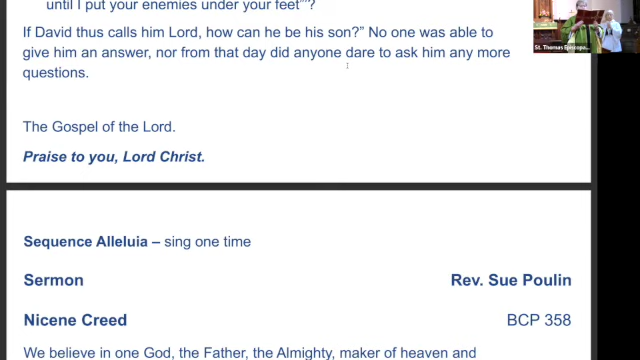 until I put your enemies under your feet”’?
If David thus calls him Lord, how can he be his son?” No one was able to
give him an answer, nor from that day did anyone dare to ask him any more
questions.
The Gospel of the Lord.
Praise to you, Lord Christ.
Sequence Alleluia – sing one time
Sermon Rev. Sue Poulin
Nicene Creed BCP 358
We believe in one God, the Father, the Almighty, maker of heaven and
St. Thomas Episcopa...